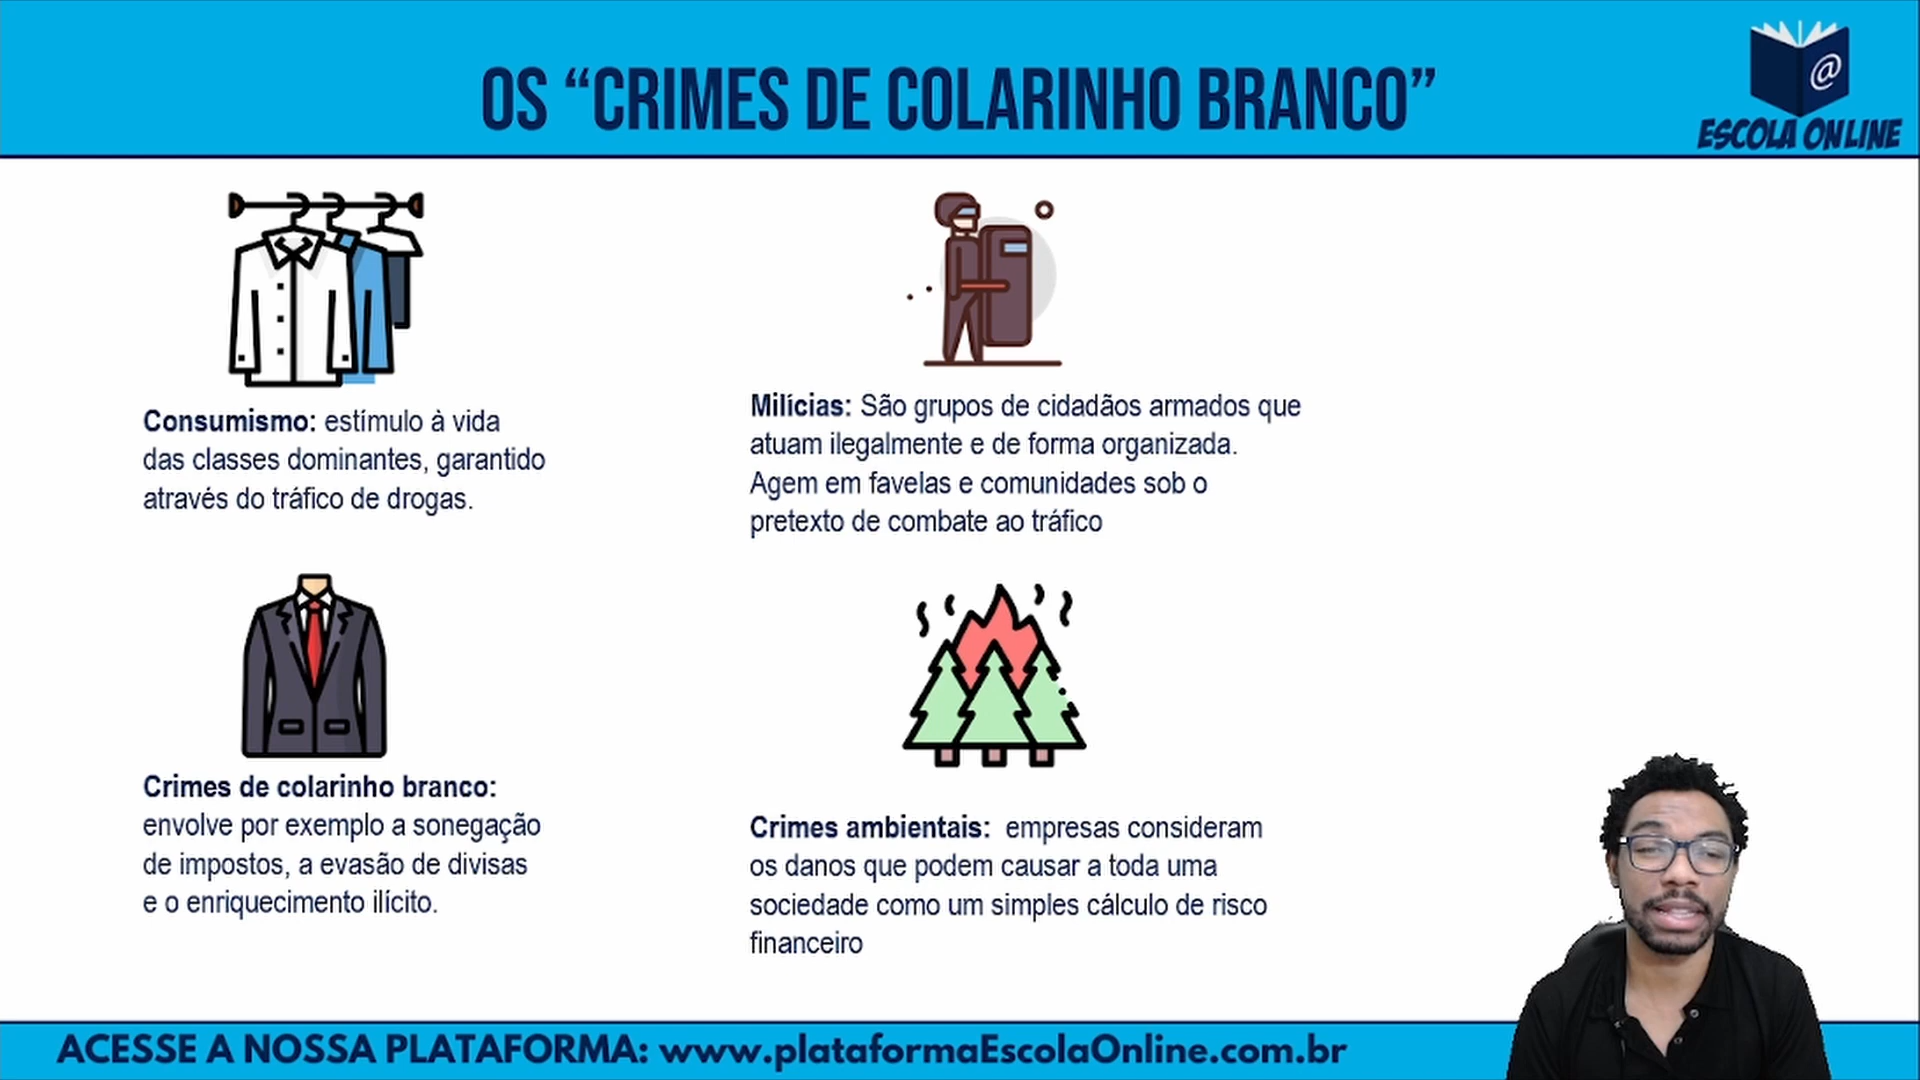 OS “CRIMES DE COLARINHO BRANCO”
@
ESCOLA ONLINE
Consumismo: estímulo à vida
das classes dominantes, garantido
através do tráfico de drogas.
Milícias: São grupos de cidadãos armados que
atuam ilegalmente e de forma organizada.
Agem em favelas e comunidades sob o
pretexto de combate ao tráfico
Crimes de colarinho branco:
envolve por exemplo a sonegação
de impostos, a evasão de divisas
e o enriquecimento ilícito.
Crimes ambientais: empresas consideram
os danos que podem causar a toda uma
sociedade como um simples cálculo de risco
financeiro
ACESSE A NOSSA PLATAFORMA: www.plataformaEscolaOnline.com.br